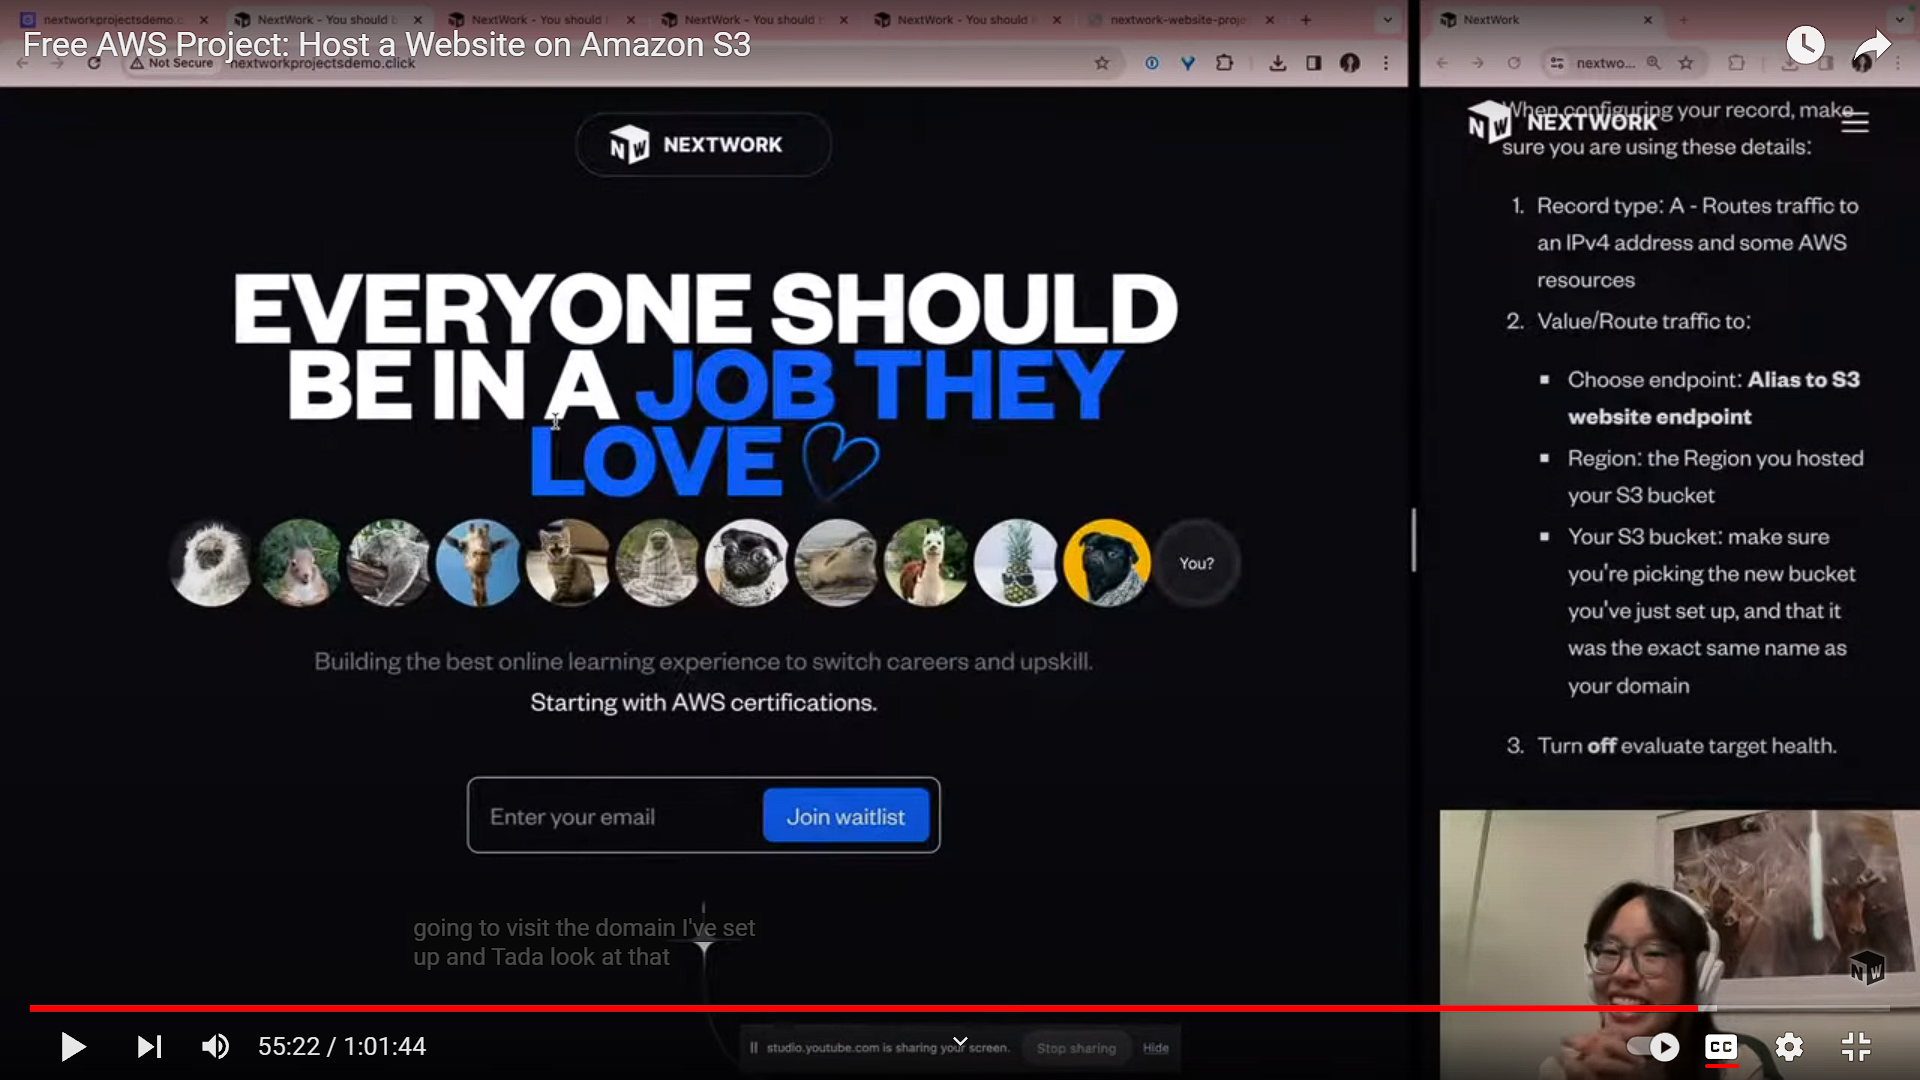 nextworkprojectsdemo.c
NextWork - You should b
NextWork - You should
NextWork - You should
NextWork - You should
nextwork-website-proje
NextWork
Free AWS Project: Host a Website on Amazon S3
Not Secure
nextworkprojectsdemo.click
nextwo...
NW NEXTWORK
EVERYONE SHOULD
BE IN A JOB THEY
LOVE
You?
Building the best online learning experience to switch careers and upskill.
Starting with AWS certifications.
Enter your email
Join waitlist
going to visit the domain I've set
up and Tada look at that
NW NEXTWORK
When configuring your record, make
sure you are using these details:
1. Record type: A - Routes traffic to
an IPv4 address and some AWS
resources
2. Value/Route traffic to:
▪ Choose endpoint: Alias to S3
website endpoint
▪ Region: the Region you hosted
your S3 bucket
▪ Your S3 bucket: make sure
you're picking the new bucket
you've just set up, and that it
was the exact same name as
your domain
3. Turn off evaluate target health.
NW
55:22 / 1:01:44
studio.youtube.com is sharing your screen.
Stop sharing
Hide
CC